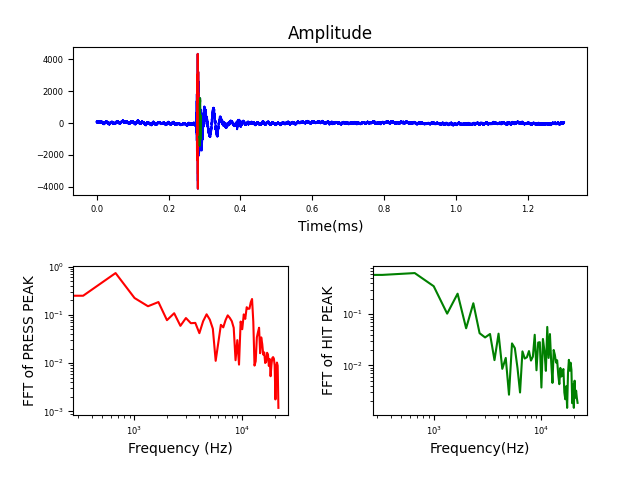 Amplitude
4000
2000
0
−2000
−4000
0.0 0.2 0.4 0.6 0.8 1.0 1.2
Time(ms)
FFT of PRESS PEAK
10⁰
10⁻¹
10⁻²
10⁻³
10³ 10⁴
Frequency (Hz)
FFT of HIT PEAK
10⁻¹
10⁻²
10³ 10⁴
Frequency(Hz)